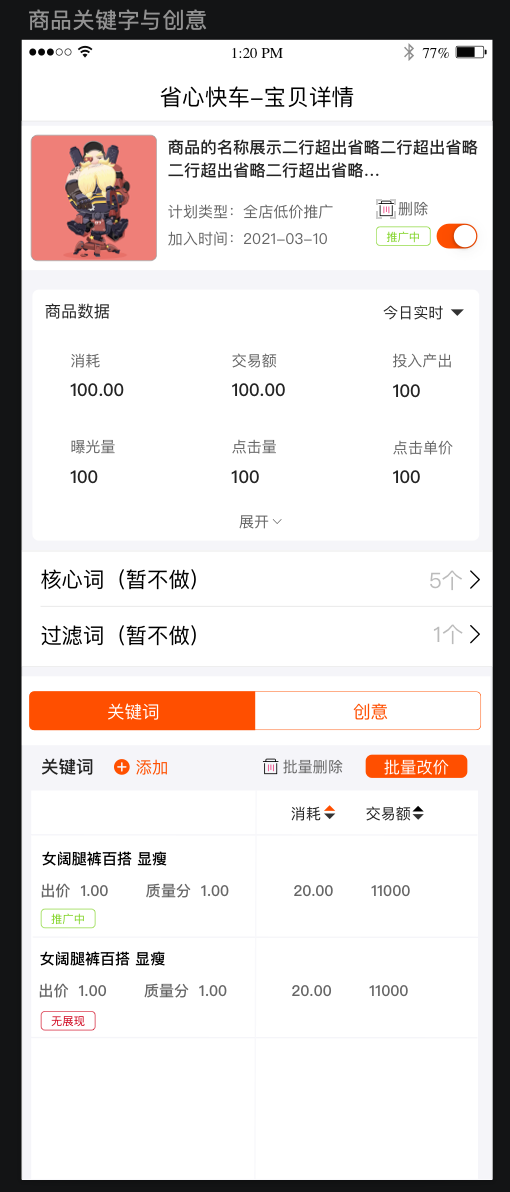 商品关键字与创意
1:20 PM 77%
省心快车-宝贝详情
商品的名称展示二行超出省略二行超出省略
二行超出省略二行超出省略...
计划类型：全店低价推广 删除
加入时间：2021-03-10 推广中
商品数据 今日实时
消耗 交易额 投入产出
100.00 100.00 100
曝光量 点击量 点击单价
100 100 100
展开
核心词（暂不做） 5个
过滤词（暂不做） 1个
关键词 创意
关键词 添加 批量删除 批量改价
消耗 交易额
女阔腿裤百搭 显瘦
出价 1.00 质量分 1.00 20.00 11000
推广中
女阔腿裤百搭 显瘦
出价 1.00 质量分 1.00 20.00 11000
无展现